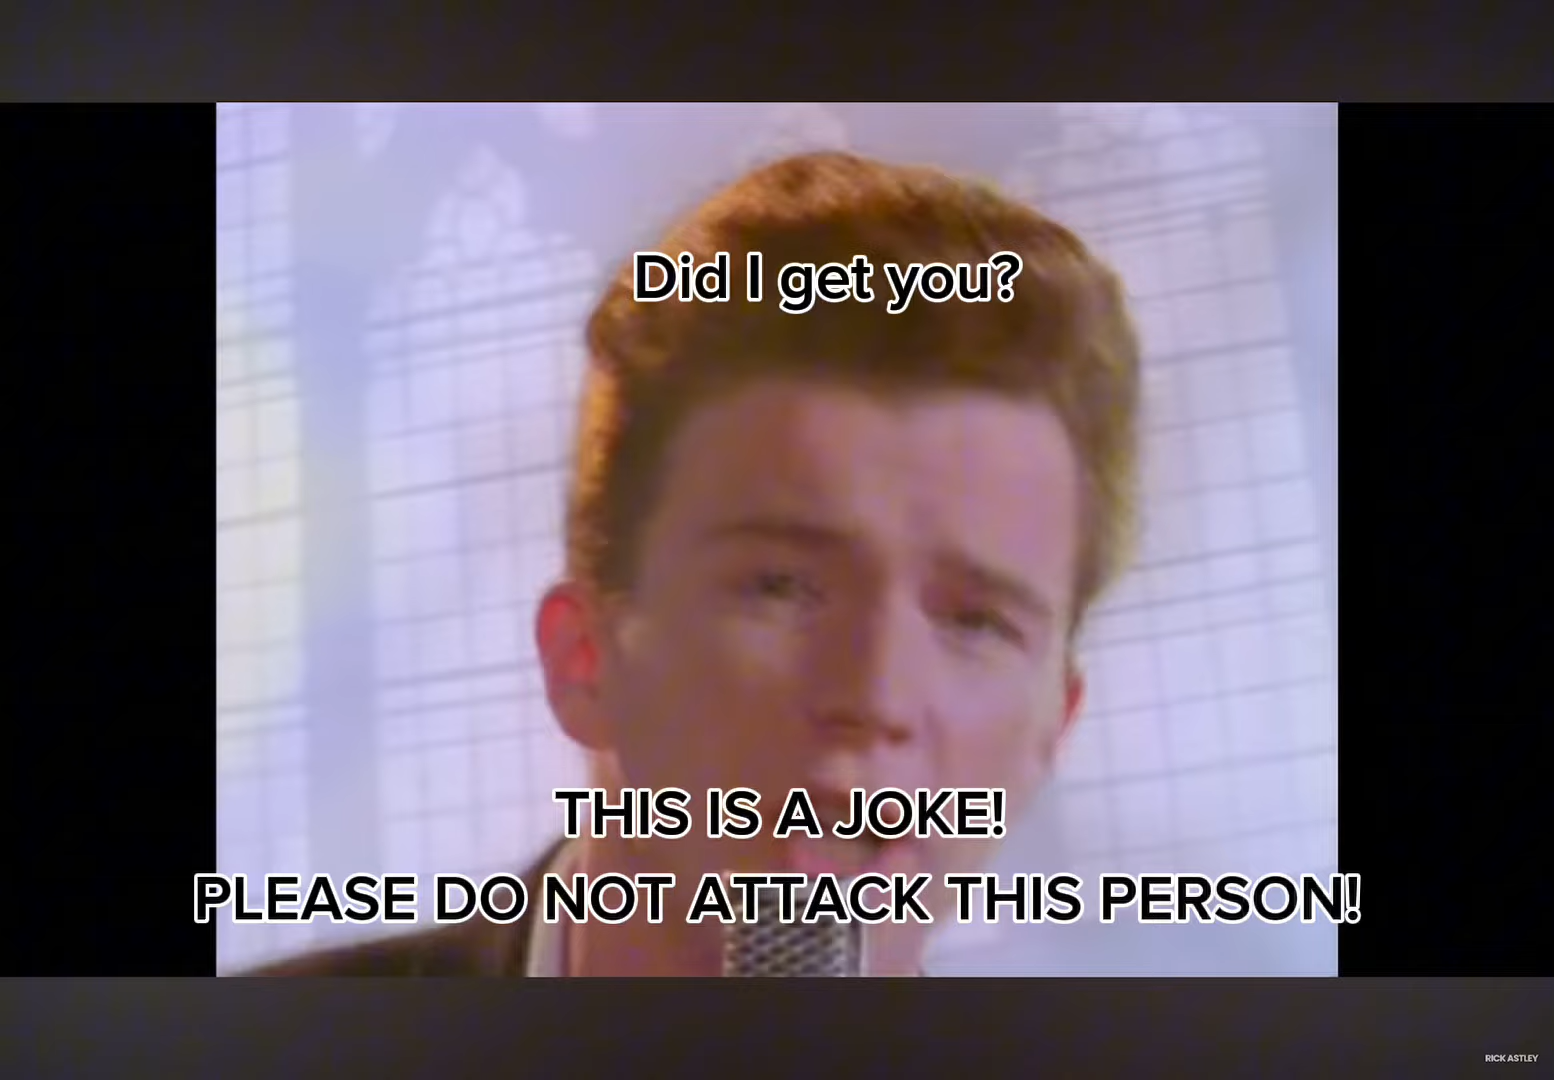 Did I get you?
THIS IS A JOKE!
PLEASE DO NOT ATTACK THIS PERSON!
RICK ASTLEY